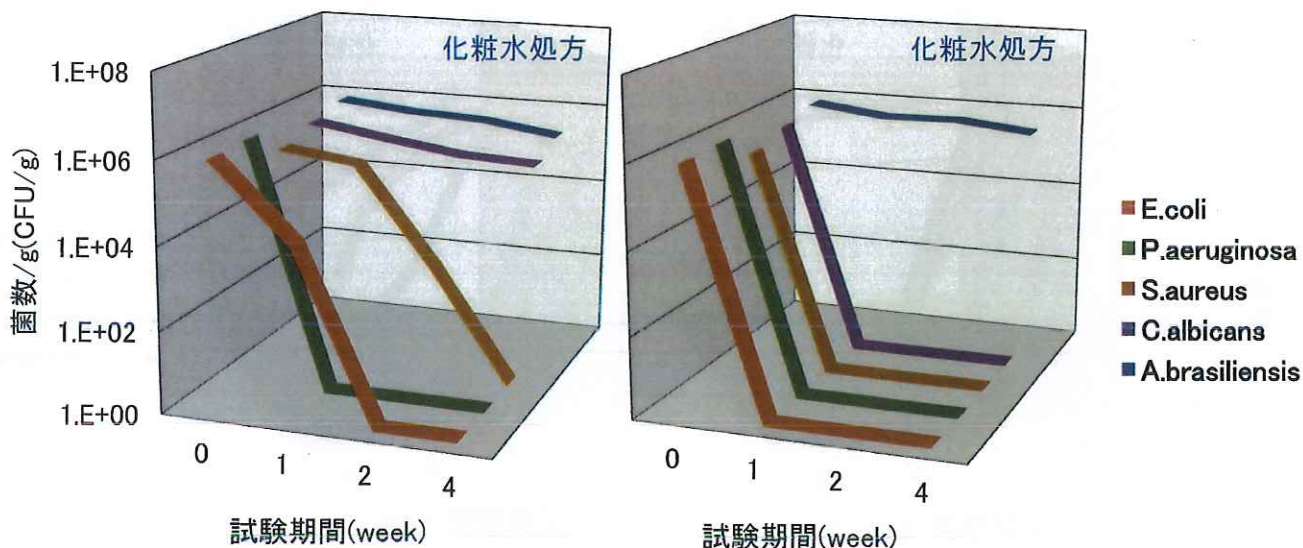 化粧水処方
化粧水処方
菌数/g(CFU/g)
1.E+08
1.E+06
1.E+04
1.E+02
1.E+00
0
1
2
4
試験期間(week)
0
1
2
4
試験期間(week)
E.coli
P.aeruginosa
S.aureus
C.albicans
A.brasiliensis